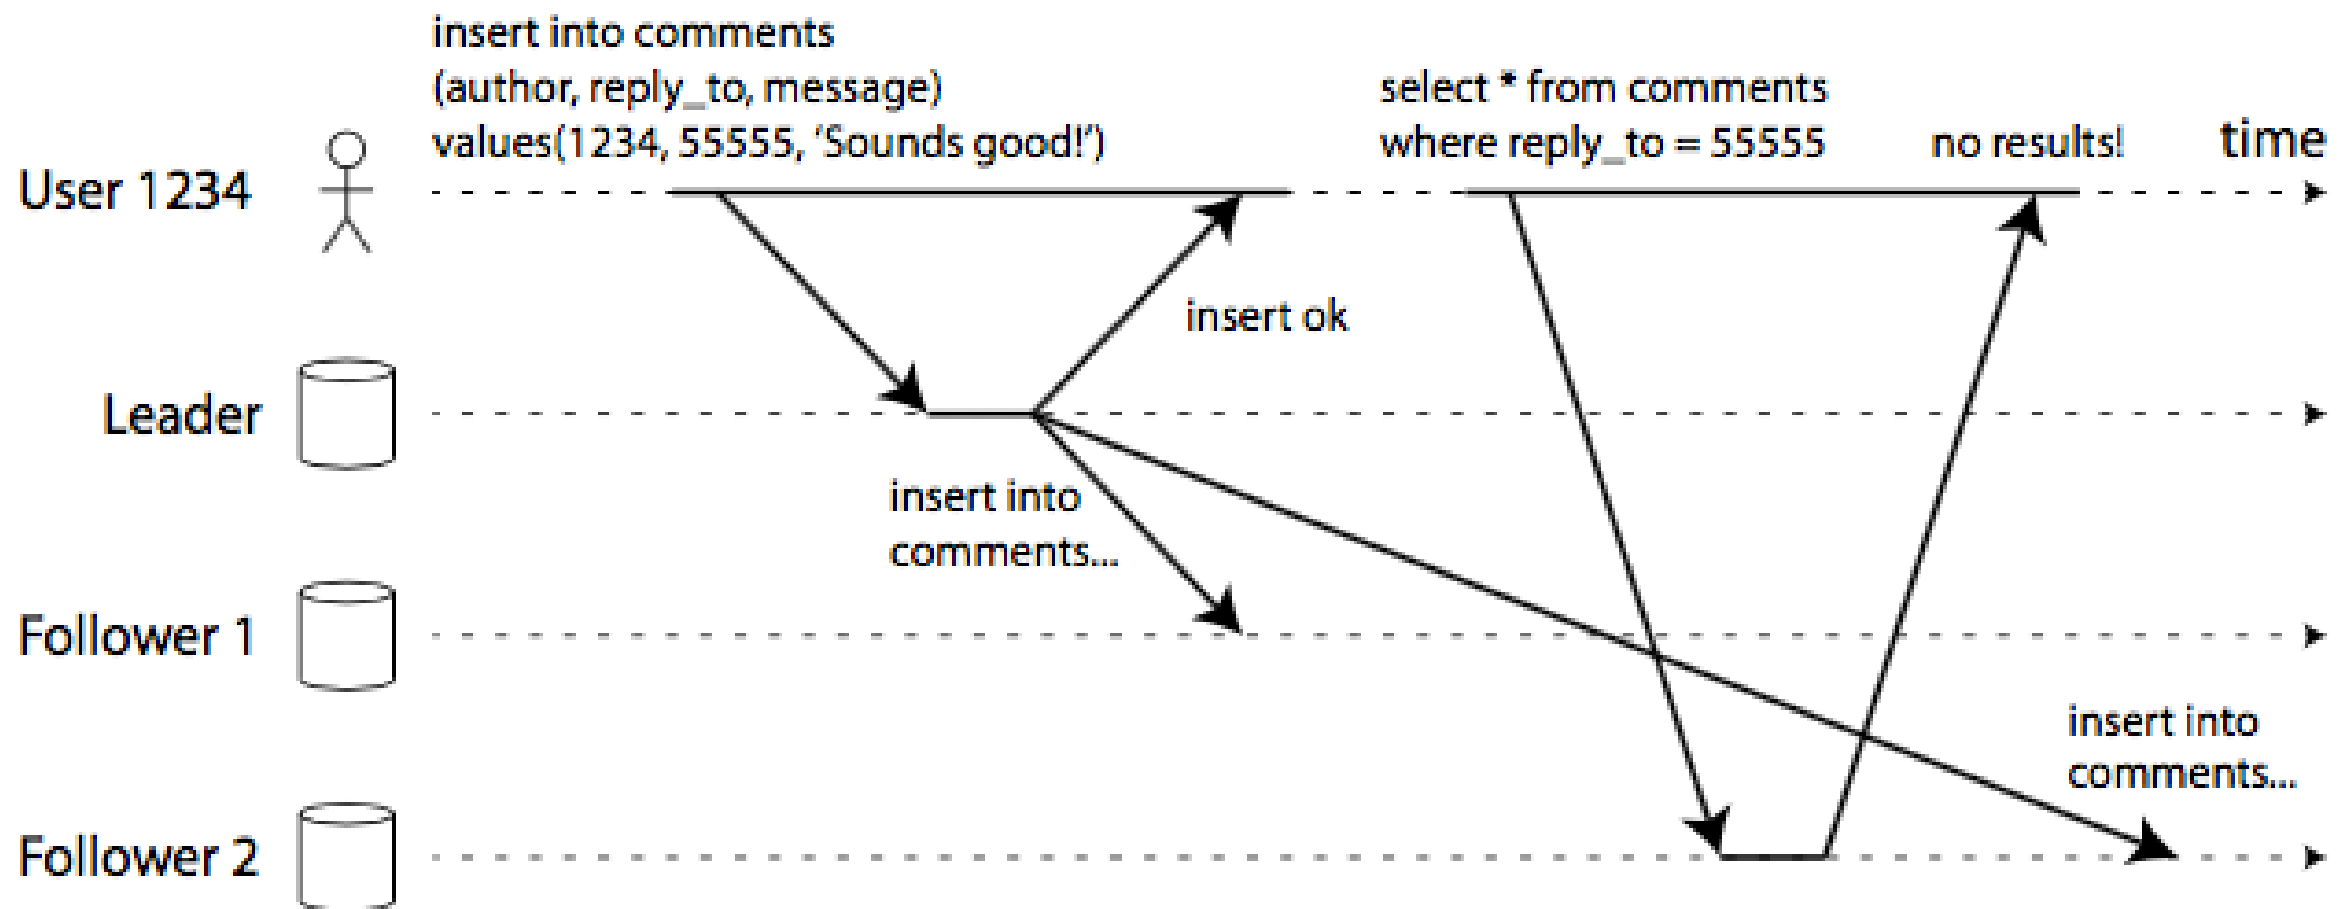 insert into comments
(author, reply_to, message)
values(1234, 55555, ‘Sounds good!’)
select * from comments
where reply_to = 55555
no results!
time
User 1234
insert ok
Leader
insert into
comments...
Follower 1
insert into
comments...
Follower 2